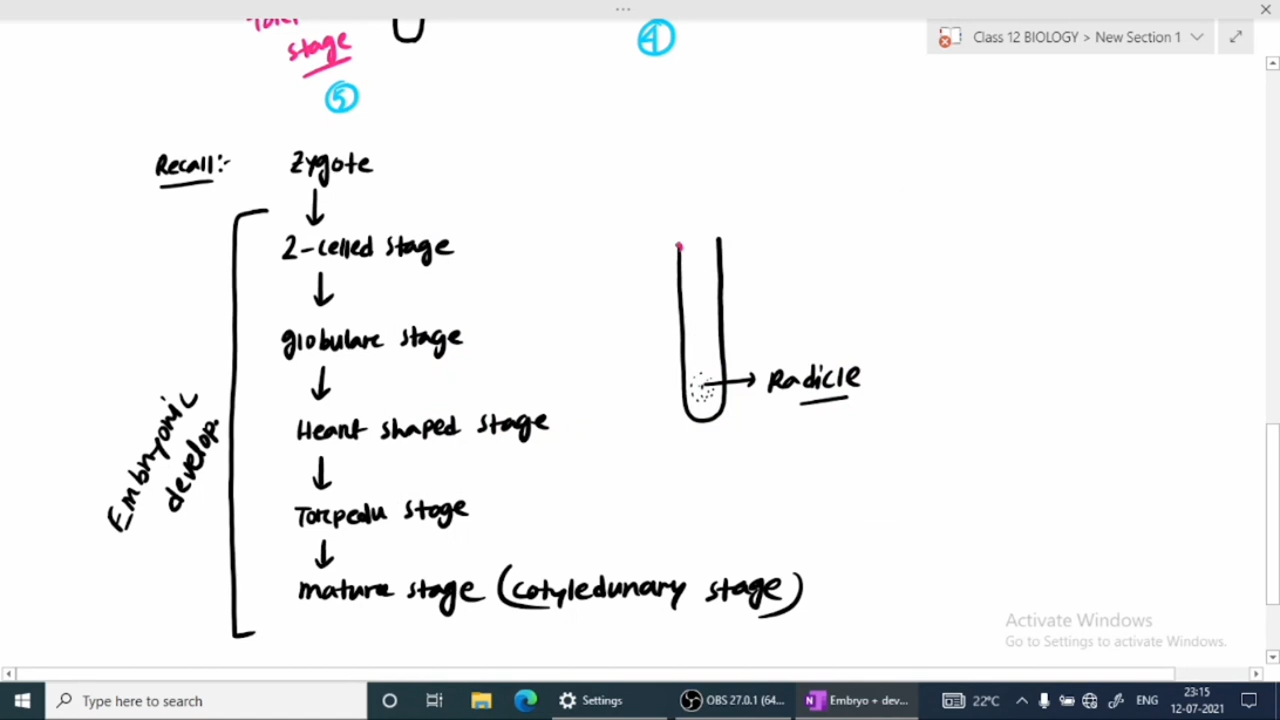 Class 12 BIOLOGY > New Section 1
stage
4
5
Recall:-
Zygote
2-celled stage
globular stage
Heart shaped stage
Torpedu stage
mature stage (cotyledunary stage)
Embryonic
develop.
Radicle
Activate Windows
Go to Settings to activate Windows.
Type here to search
Settings
OBS 27.0.1 (64...
Embryo + dev...
22°C
ENG
23:15
12-07-2021